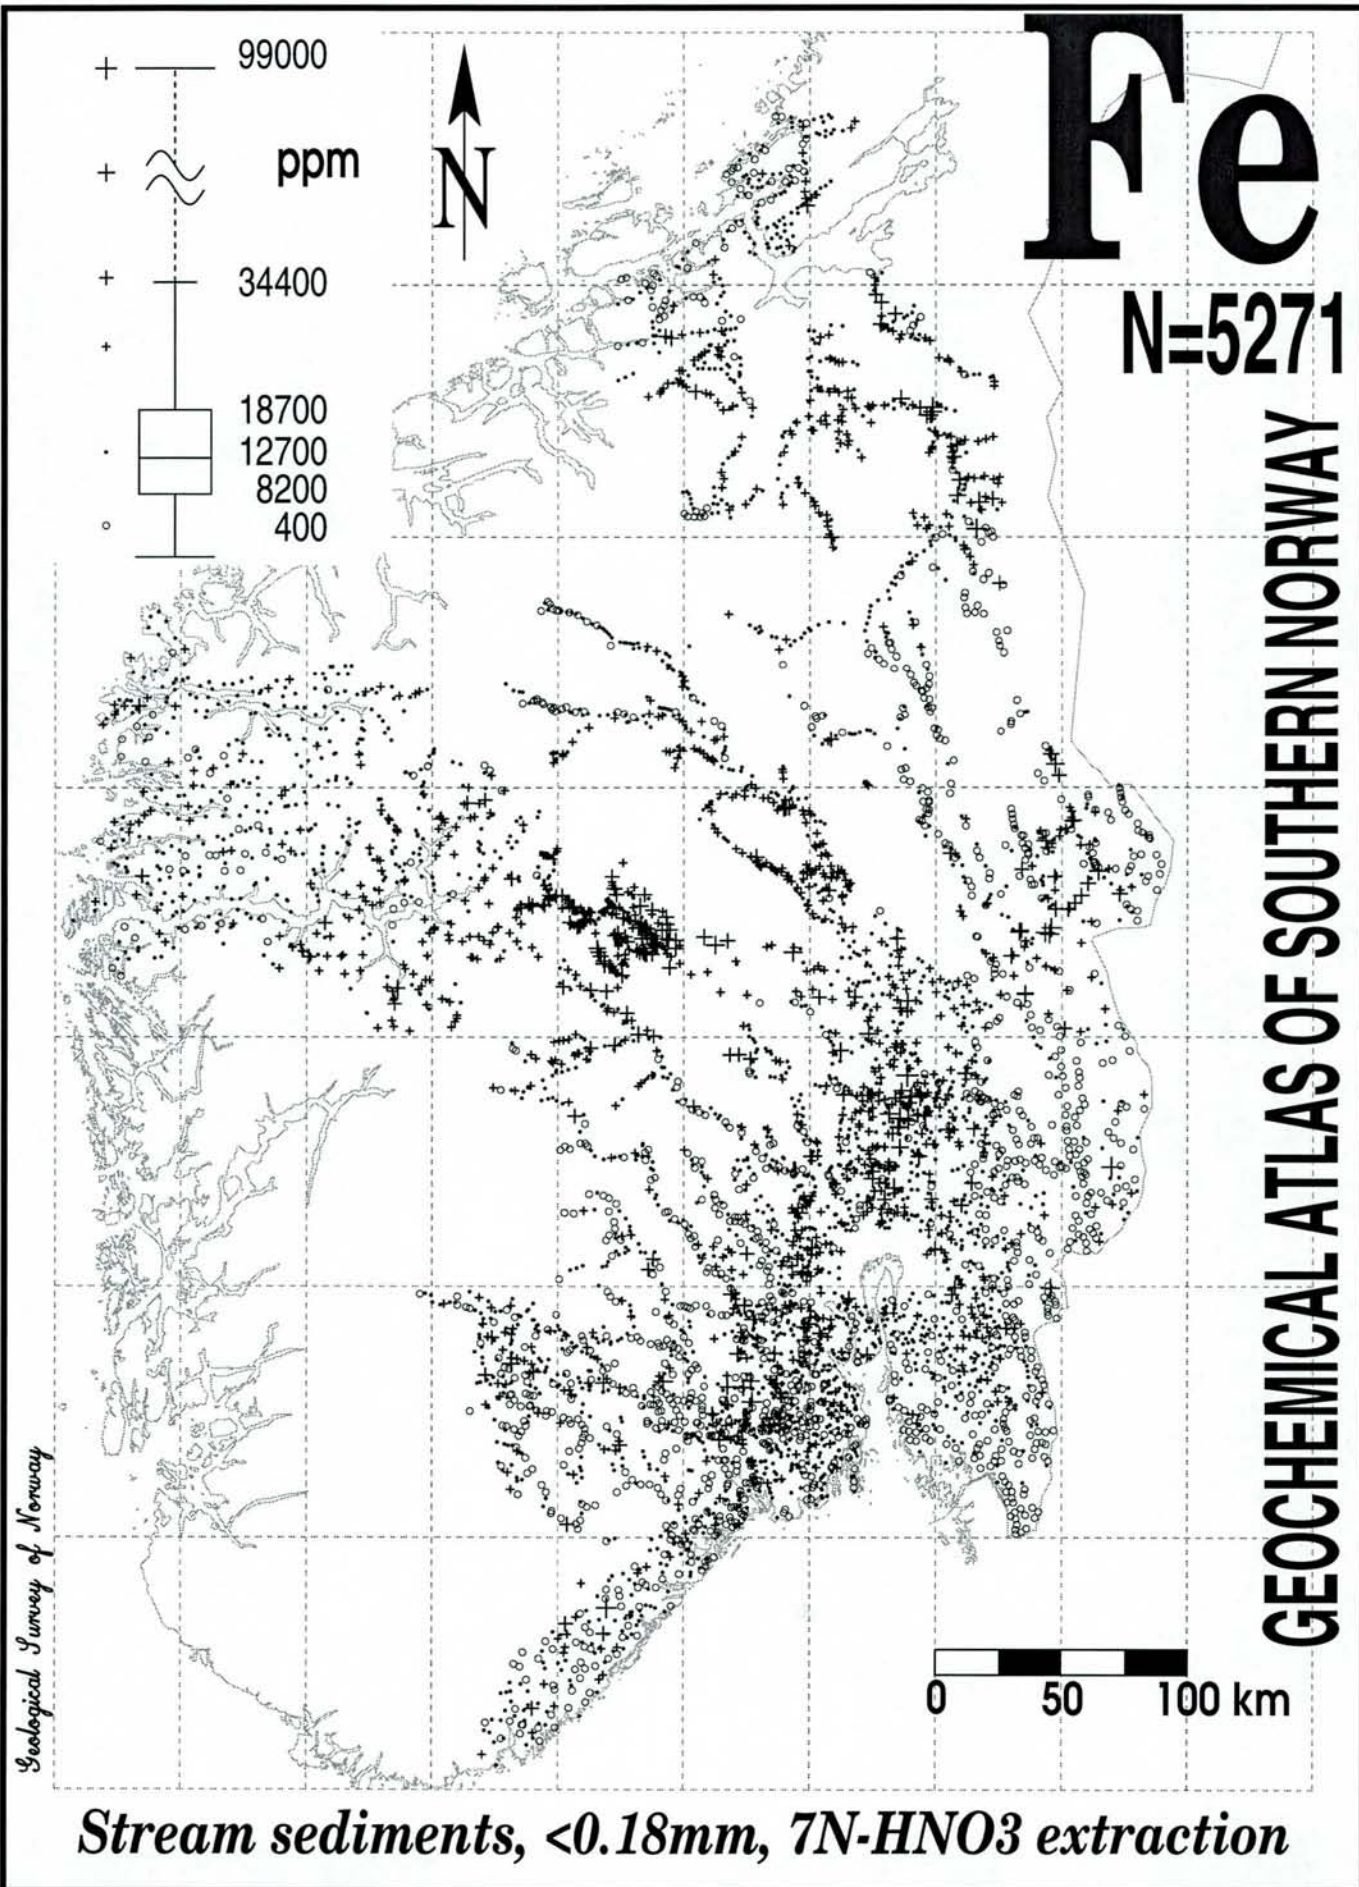 Fe
N=5271
99000
ppm
34400
18700
12700
8200
400
N
GEOCHEMICAL ATLAS OF SOUTHERN NORWAY
Geological Survey of Norway
0 50 100 km
Stream sediments, <0.18mm, 7N-HNO3 extraction